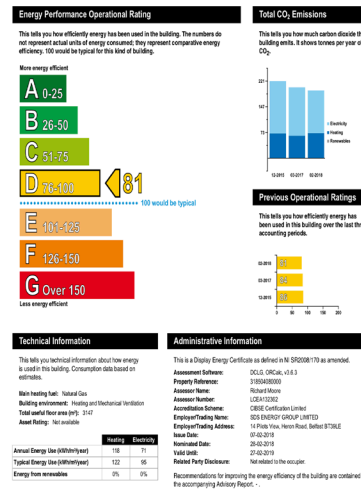 Energy Performance Operational Rating
This tells you how efficiently energy has been used in the building. The numbers do
not represent actual units of energy consumed; they represent comparative energy
efficiency. 100 would be typical for this kind of building.
More energy efficient
A 0-25
B 26-50
C 51-75
D 76-100
81
100 would be typical
E 101-125
F 126-150
G Over 150
Less energy efficient
Total CO2 Emissions
This tells you how much carbon dioxide th
building emits. It shows tonnes per year of
CO2.
Electricity
Heating
Renewables
12-2015 03-2017 02-2018
Previous Operational Ratings
This tells you how efficiently energy has
been used in this building over the last thr
accounting periods.
02-2018 81
03-2017
12-2015
0 50 100 150 200
Technical Information
This tells you technical information about how energy
is used in this building. Consumption data based on
estimates.
Main heating fuel: Natural Gas
Building environment: Heating and Mechanical Ventilation
Total useful floor area (m²): 3147
Asset Rating: Not available
Heating Electricity
Annual Energy Use (kWh/m²/year) 118 71
Typical Energy Use (kWh/m²/year) 122 95
Energy from renewables 0% 0%
Administrative Information
This is a Display Energy Certificate as defined in NI SR2008/170 as amended.
Assessment Software: DCLG, ORCalc, v3.6.3
Property Reference: 318504080000
Assessor Name: Richard Moore
Assessor Number: LCEA132362
Accreditation Scheme: CIBSE Certification Limited
Employer/Trading Name: SDS ENERGY GROUP LIMITED
Employer/Trading Address: 14 Pilots View, Heron Road, Belfast BT39LE
Issue Date: 07-02-2018
Nominated Date: 28-02-2018
Valid Until: 27-02-2019
Related Party Disclosure: Not related to the occupier.
Recommendations for improving the energy efficiency of the building are contained
the accompanying Advisory Report. - .